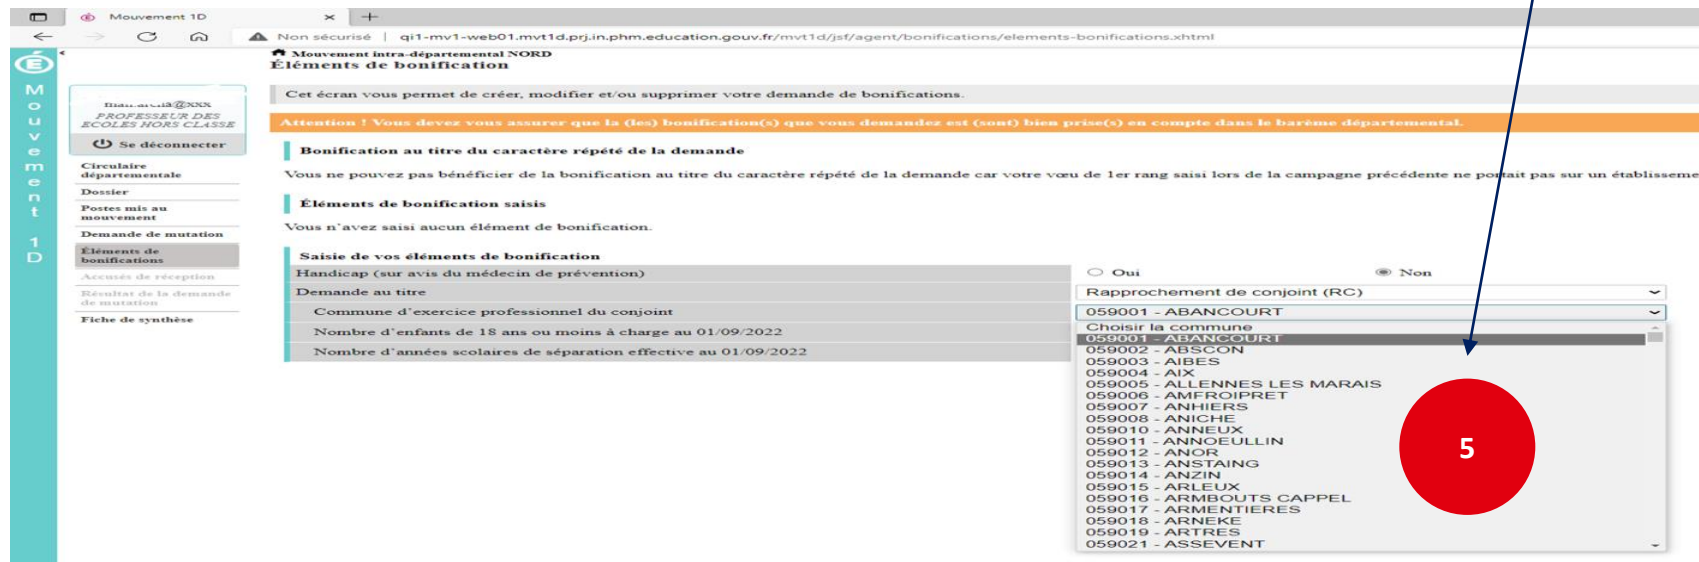 Mouvement 1D
Non sécurisé | qi1-mv1-web01.mvt1d.prj.in.phm.education.gouv.fr/mvt1d/jsf/agent/bonifications/elements-bonifications.xhtml
Mouvement 1D
Mouvement intra-départemental NORD
Éléments de bonification
Cet écran vous permet de créer, modifier et/ou supprimer votre demande de bonifications.
@xxx
PROFESSEUR DES
ECOLES HORS CLASSE
Se déconnecter
Attention ! Vous devez vous assurer que la (les) bonification(s) que vous demandez est (sont) bien prise(s) en compte dans le barème départemental.
Circulaire
départementale
Dossier
Postes mis au
mouvement
Demande de mutation
Éléments de
bonifications
Accusés de réception
Résultat de la demande
de mutation
Fiche de synthèse
Bonification au titre du caractère répété de la demande
Vous ne pouvez pas bénéficier de la bonification au titre du caractère répété de la demande car votre vœu de 1er rang saisi lors de la campagne précédente ne portait pas sur un établisseme
Éléments de bonification saisis
Vous n'avez saisi aucun élément de bonification.
Saisie de vos éléments de bonification
Handicap (sur avis du médecin de prévention)
Oui
Non
Demande au titre
Rapprochement de conjoint (RC)
Commune d'exercice professionnel du conjoint
059001 - ABANCOURT
Nombre d'enfants de 18 ans ou moins à charge au 01/09/2022
Nombre d'années scolaires de séparation effective au 01/09/2022
Choisir la commune
059001 - ABANCOURT
059002 - ABSCON
059003 - AIBES
059004 - AIX
059005 - ALLENNES LES MARAIS
059006 - AMFROIPRET
059007 - ANHIERS
059008 - ANICHE
059010 - ANNEUX
059011 - ANNOEULLIN
059012 - ANOR
059013 - ANSTAING
059014 - ANZIN
059015 - ARLEUX
059016 - ARMBOUTS CAPPEL
059017 - ARMENTIERES
059018 - ARNEKE
059019 - ARTRES
059021 - ASSEVENT
5